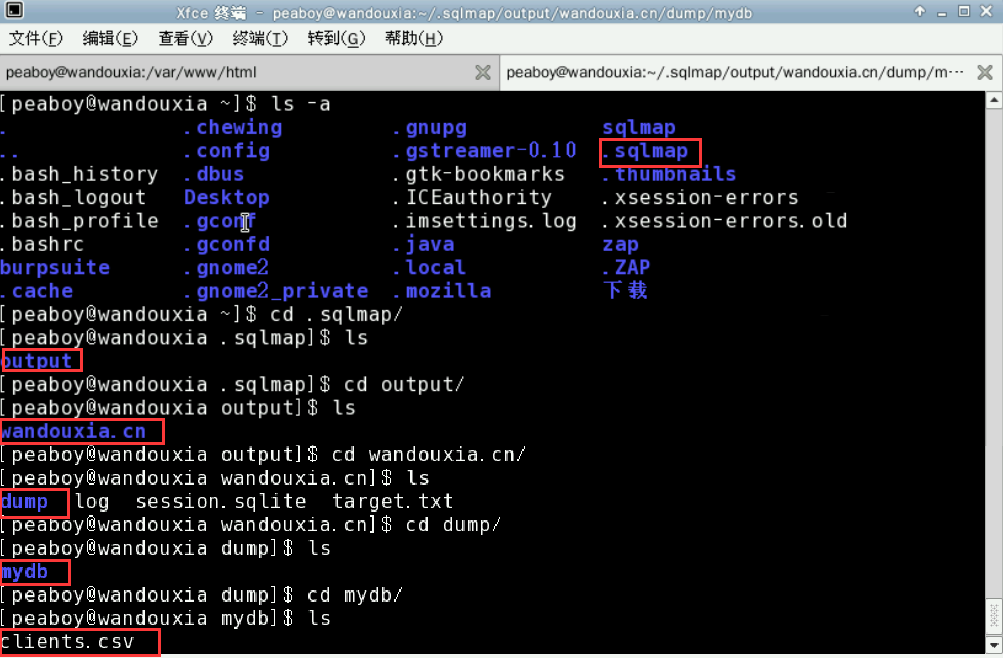 Xfce 终端 - peaboy@wandouxia:~/.sqlmap/output/wandouxia.cn/dump/mydb
文件(F) 编辑(E) 查看(V) 终端(T) 转到(G) 帮助(H)
peaboy@wandouxia:/var/www/html peaboy@wandouxia:~/.sqlmap/output/wandouxia.cn/dump/m···
[peaboy@wandouxia ~]$ ls -a
. .chewing .gnupg sqlmap
.. .config .gstreamer-0.10 .sqlmap
.bash_history .dbus .gtk-bookmarks .thumbnails
.bash_logout Desktop .ICEauthority .xsession-errors
.bash_profile .gconf .imsettings.log .xsession-errors.old
.bashrc .gconfd .java zap
burpsuite .gnome2 .local .ZAP
.cache .gnome2_private .mozilla 下载
[peaboy@wandouxia ~]$ cd .sqlmap/
[peaboy@wandouxia .sqlmap]$ ls
output
[peaboy@wandouxia .sqlmap]$ cd output/
[peaboy@wandouxia output]$ ls
wandouxia.cn
[peaboy@wandouxia output]$ cd wandouxia.cn/
[peaboy@wandouxia wandouxia.cn]$ ls
dump log session.sqlite target.txt
[peaboy@wandouxia wandouxia.cn]$ cd dump/
[peaboy@wandouxia dump]$ ls
mydb
[peaboy@wandouxia dump]$ cd mydb/
[peaboy@wandouxia mydb]$ ls
clients.csv